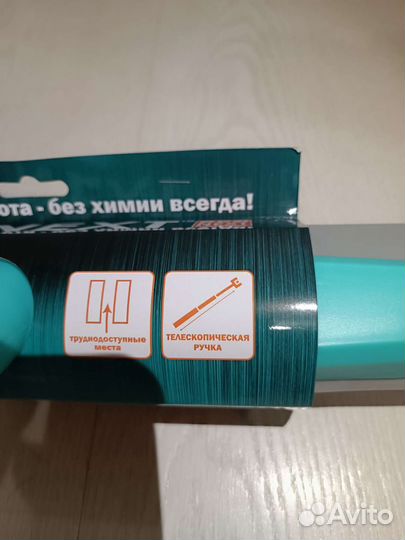 ота - без химии всегда!
труднодоступные
места
ТЕЛЕСКОПИЧЕСКАЯ
РУЧКА
Avito